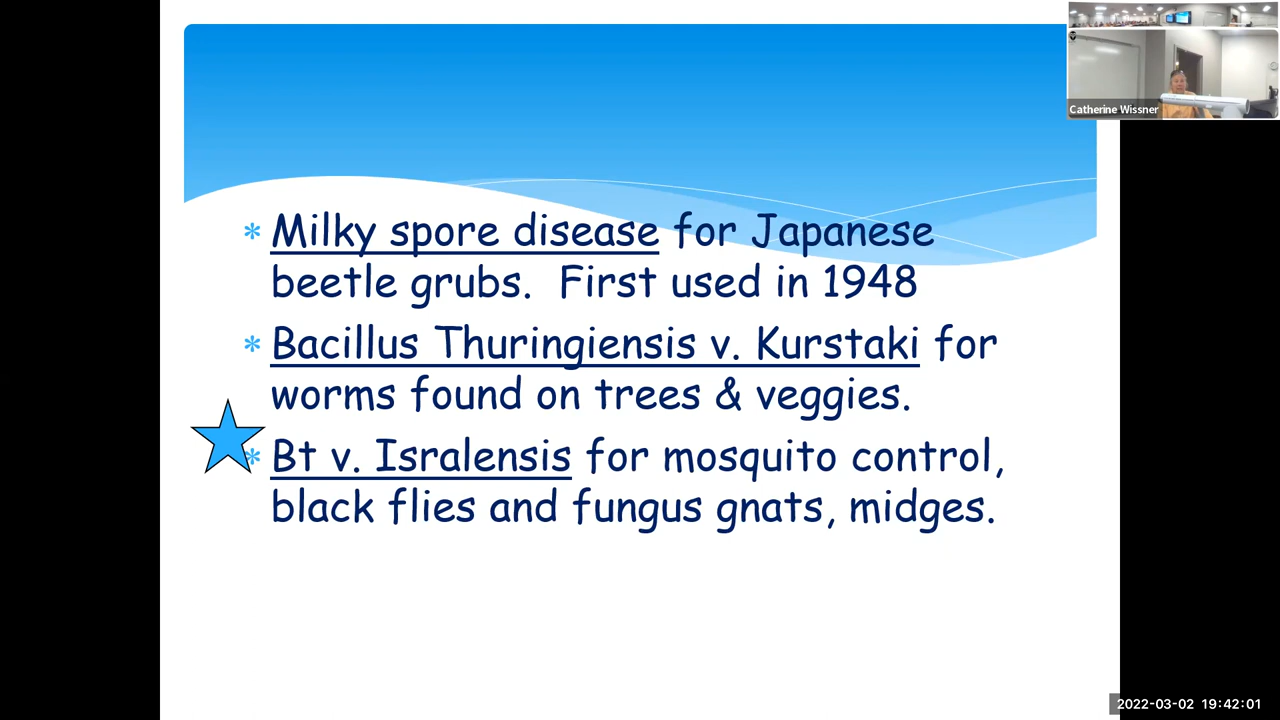 Catherine Wissner
* Milky spore disease for Japanese
beetle grubs.  First used in 1948
* Bacillus Thuringiensis v. Kurstaki for
worms found on trees & veggies.
* Bt v. Isralensis for mosquito control,
black flies and fungus gnats, midges.
2022-03-02 19:42:01